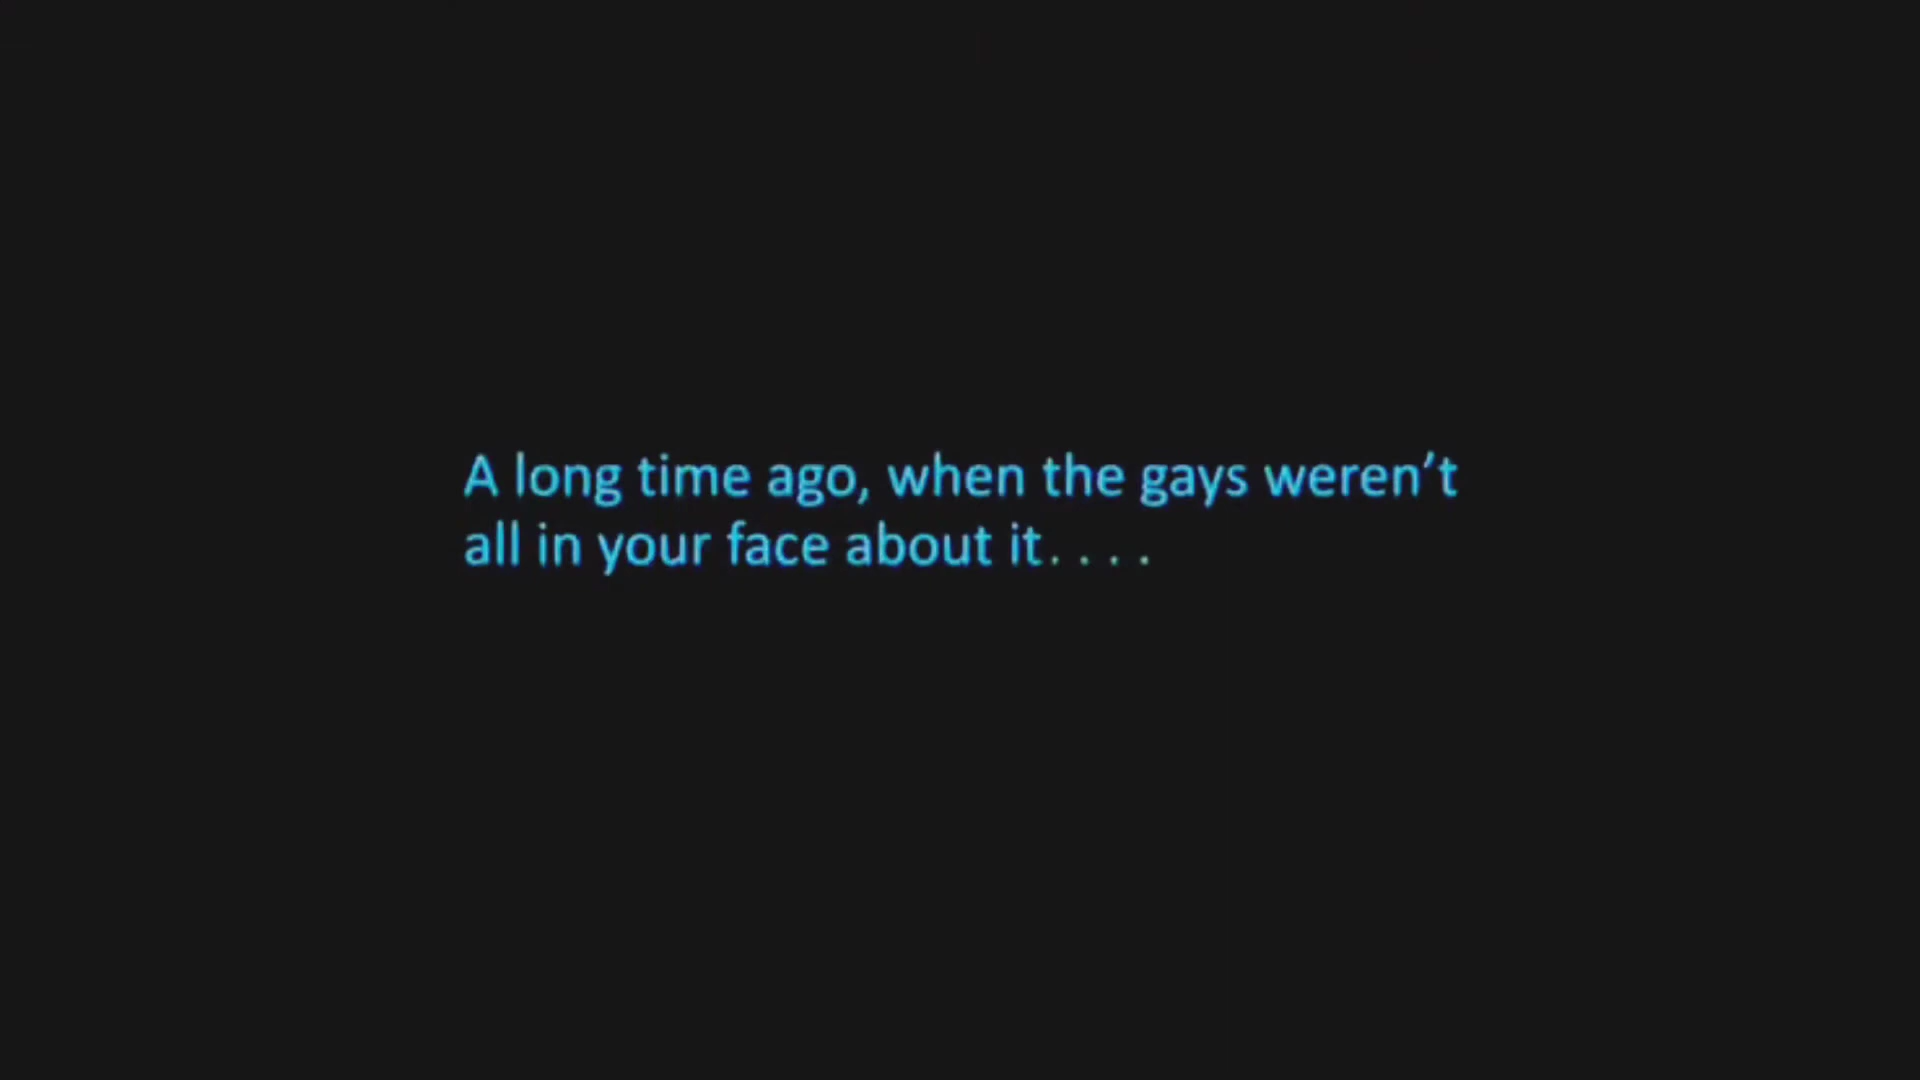 A long time ago, when the gays weren’t
all in your face about it. . . .